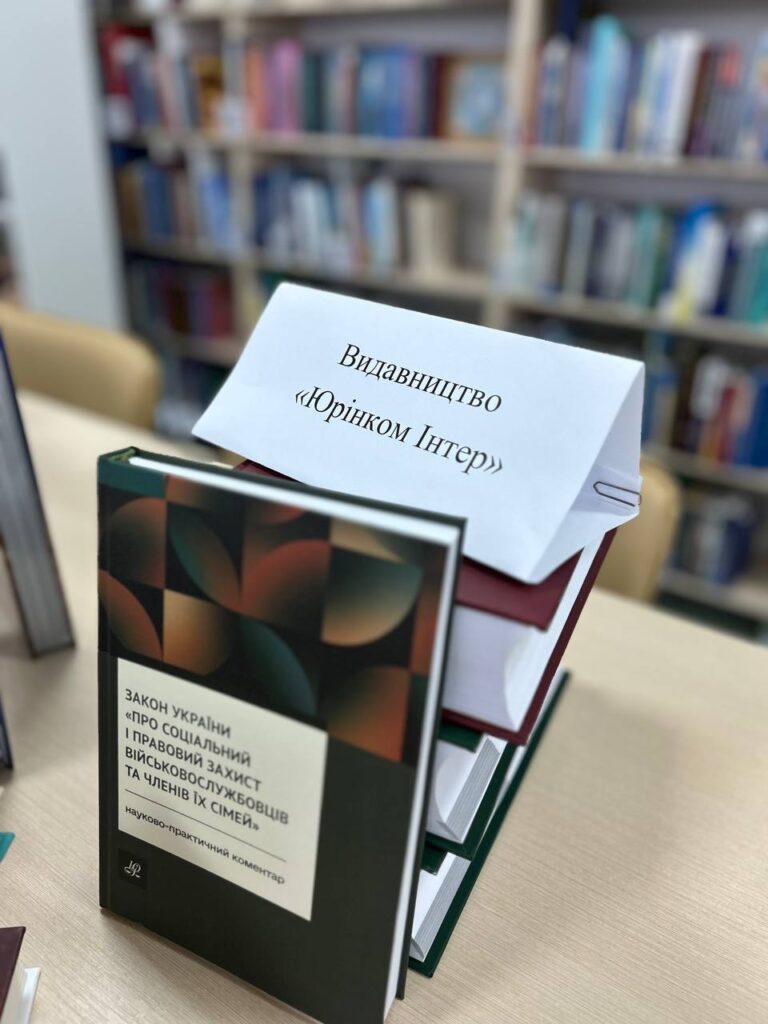 Видавництво
«Юрінком Інтер»
ЗАКОН УКРАЇНИ
«ПРО СОЦІАЛЬНИЙ
І ПРАВОВИЙ ЗАХИСТ
ВІЙСЬКОВОСЛУЖБОВЦІВ
ТА ЧЛЕНІВ ЇХ СІМЕЙ»
науково-практичний коментар